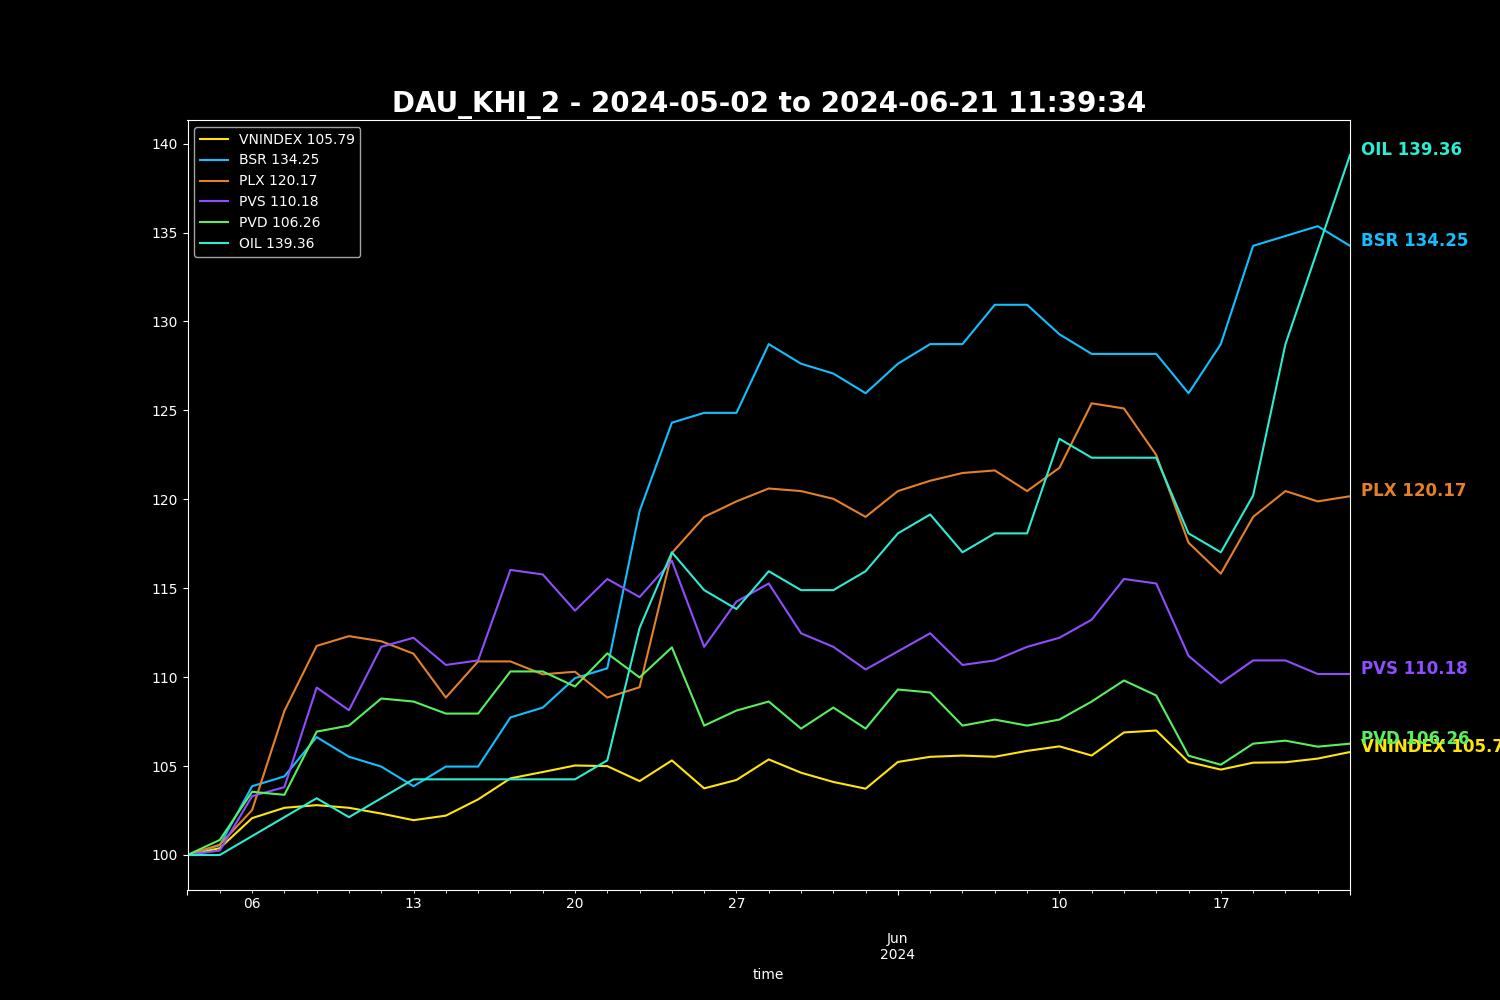 DAU_KHI_2 - 2024-05-02 to 2024-06-21 11:39:34
VNINDEX 105.79
BSR 134.25
PLX 120.17
PVS 110.18
PVD 106.26
OIL 139.36
140
135
130
125
120
115
110
105
100
OIL 139.36
BSR 134.25
PLX 120.17
PVS 110.18
PVD 106.26
VNINDEX 105.7
06 13 20 27 10 17
Jun
2024
time